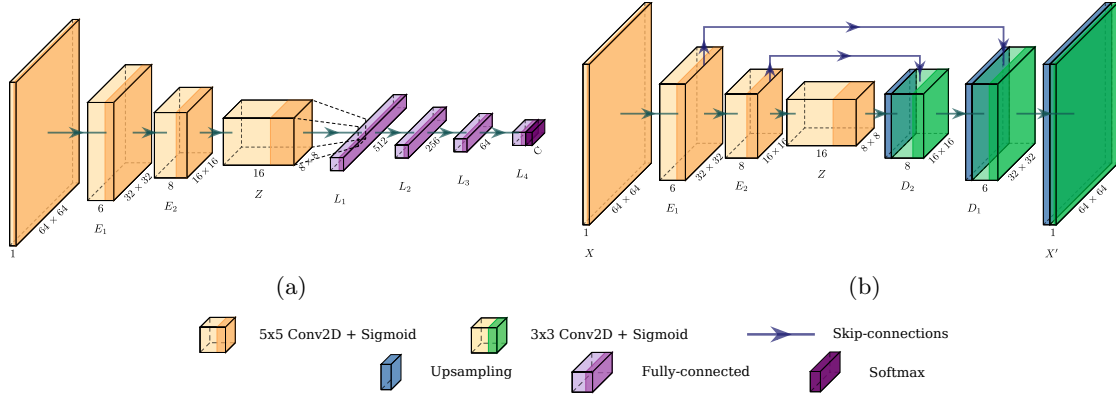 1
64 × 64
6
32 × 32
E1
8
16 × 16
E2
16
8 × 8
Z
512
L1
256
L2
64
L3
C
L4
(a)
1
64 × 64
X
6
32 × 32
E1
8
16 × 16
E2
16
8 × 8
Z
8
16 × 16
D2
6
32 × 32
D1
1
64 × 64
X′
(b)
5x5 Conv2D + Sigmoid
3x3 Conv2D + Sigmoid
Skip-connections
Upsampling
Fully-connected
Softmax